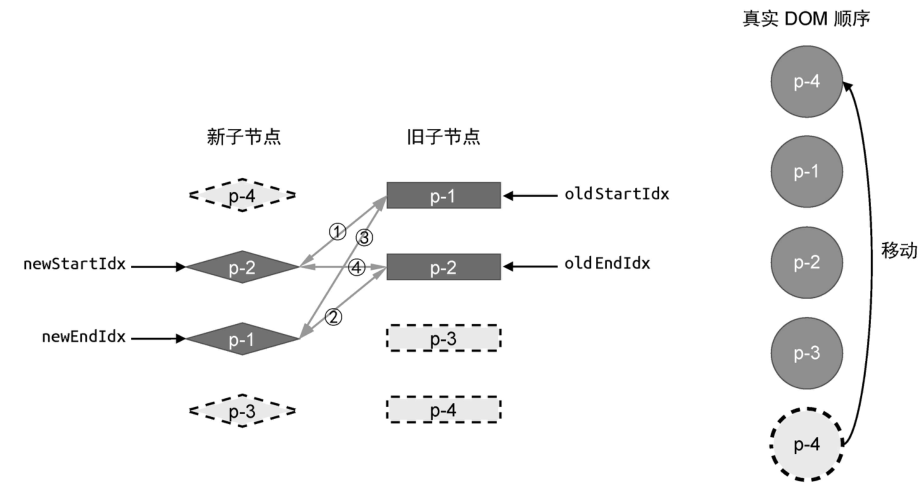 真实 DOM 顺序
p-4
p-1
p-2
p-3
p-4
移动
新子节点
旧子节点
p-4
p-1
oldStartIdx
①
③
newStartIdx
p-2
④
p-2
oldEndIdx
②
newEndIdx
p-1
p-3
p-3
p-4